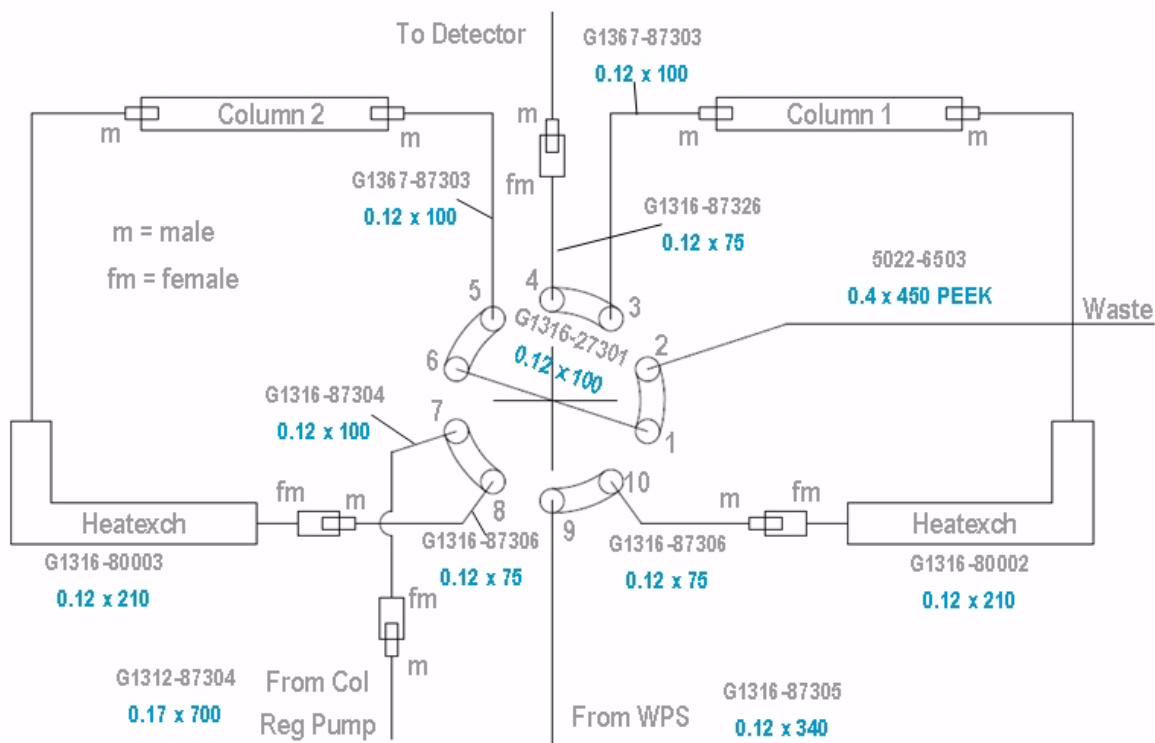 To Detector
G1367-87303
0.12 x 100
Column 2
Column 1
m
m
m
m
m
fm
G1367-87303
0.12 x 100
G1316-87326
0.12 x 75
m = male
fm = female
5022-6503
0.4 x 450 PEEK
Waste
5
4
3
G1316-27301
0.12 x 100
6
2
G1316-87304
0.12 x 100
7
1
fm
m
8
9
10
m
fm
Heatexch
Heatexch
G1316-87306
0.12 x 75
G1316-87306
0.12 x 75
G1316-80003
0.12 x 210
G1316-80002
0.12 x 210
fm
m
G1312-87304
0.17 x 700
From Col
Reg Pump
From WPS
G1316-87305
0.12 x 340